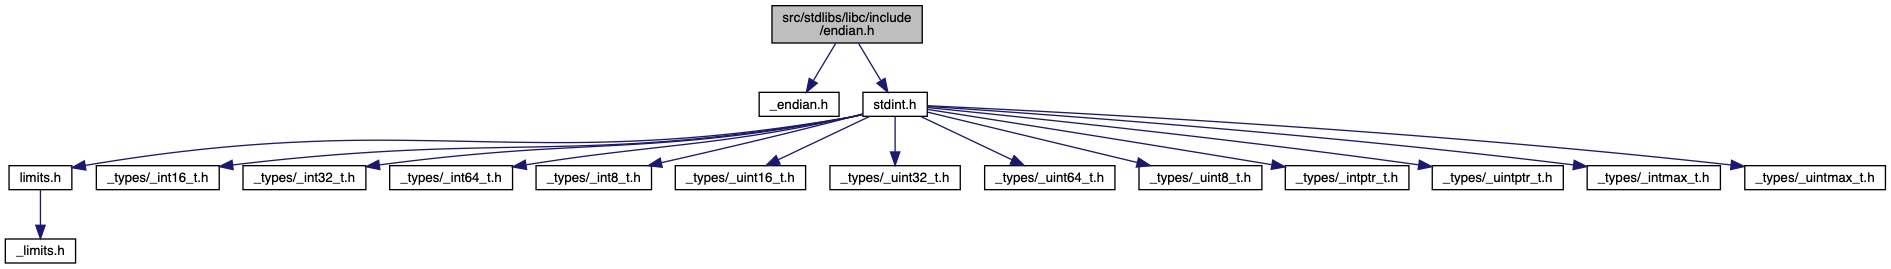 src/stdlibs/libc/include
/endian.h
_endian.h
stdint.h
limits.h
_types/_int16_t.h
_types/_int32_t.h
_types/_int64_t.h
_types/_int8_t.h
_types/_uint16_t.h
_types/_uint32_t.h
_types/_uint64_t.h
_types/_uint8_t.h
_types/_intptr_t.h
_types/_uintptr_t.h
_types/_intmax_t.h
_types/_uintmax_t.h
_limits.h